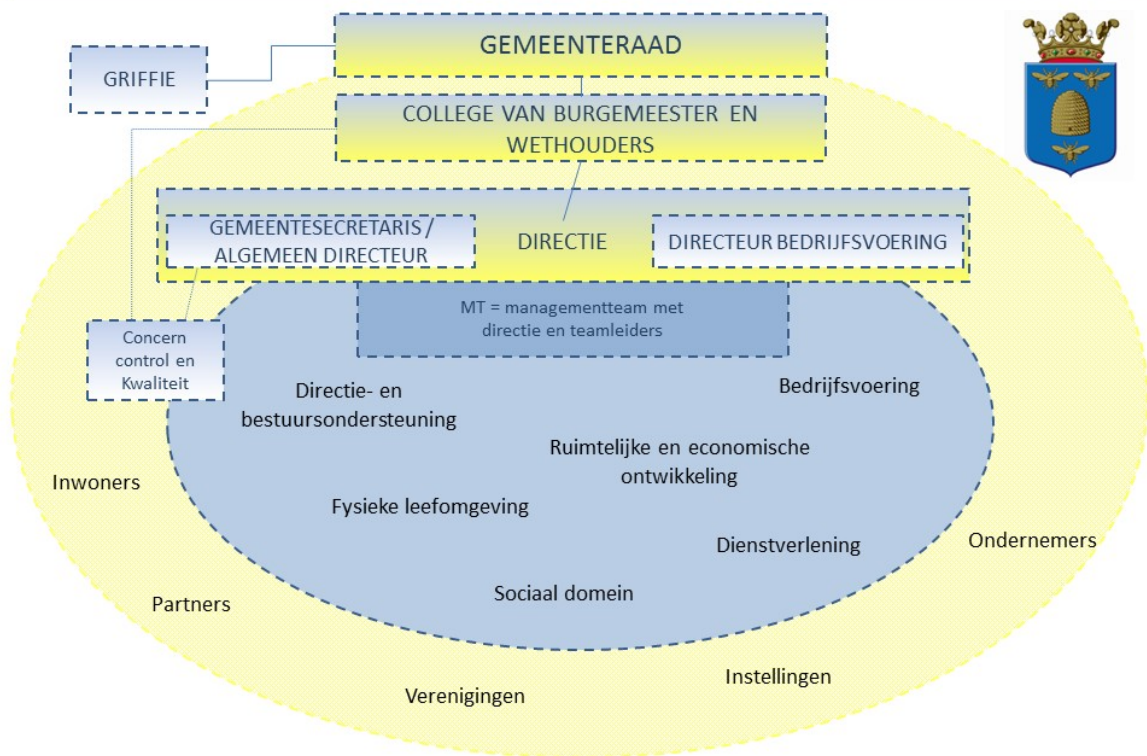 GEMEENTERAAD
GRIFFIE
COLLEGE VAN BURGEMEESTER EN
WETHOUDERS
GEMEENTESECRETARIS /
ALGEMEEN DIRECTEUR
DIRECTIE
DIRECTEUR BEDRIJFSVOERING
MT = managementteam met
directie en teamleiders
Concern
control en
Kwaliteit
Directie- en
bestuursondersteuning
Bedrijfsvoering
Ruimtelijke en economische
ontwikkeling
Inwoners
Fysieke leefomgeving
Dienstverlening
Ondernemers
Sociaal domein
Partners
Instellingen
Verenigingen